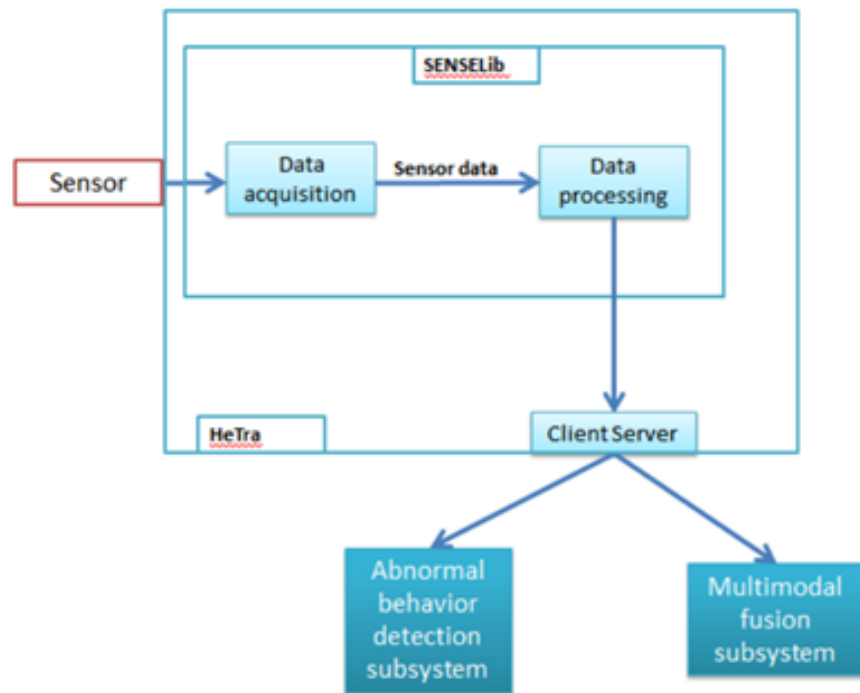 SENSELib
Sensor
Data
acquisition
Sensor data
Data
processing
HeTra
Client Server
Abnormal
behavior
detection
subsystem
Multimodal
fusion
subsystem